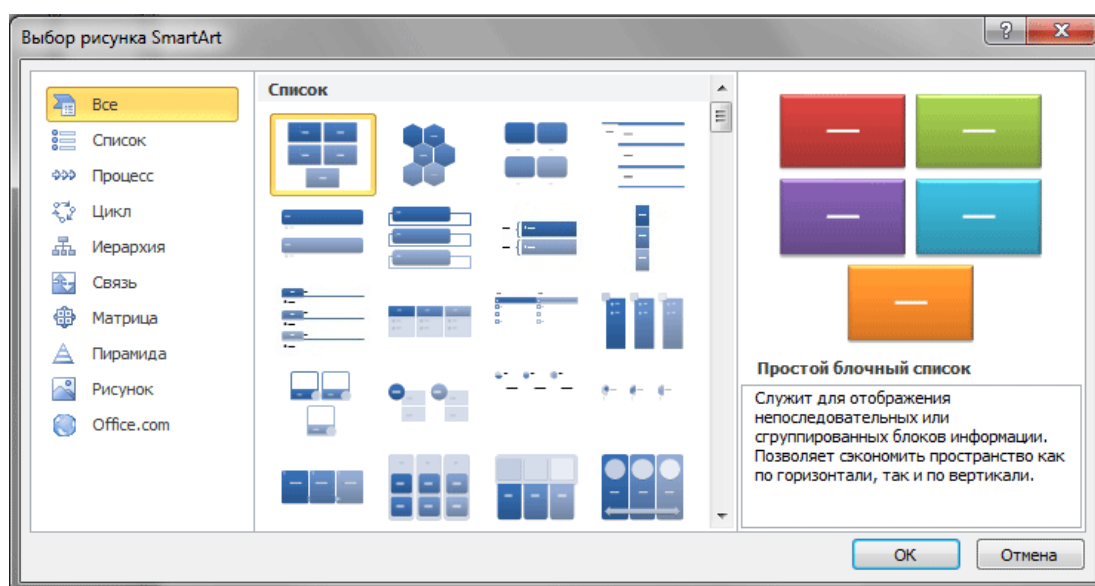 Выбор рисунка SmartArt
Все
Список
Процесс
Цикл
Иерархия
Связь
Матрица
Пирамида
Рисунок
Office.com
Список
Простой блочный список
Служит для отображения
непоследовательных или
сгруппированных блоков информации.
Позволяет сэкономить пространство как
по горизонтали, так и по вертикали.
ОК
Отмена